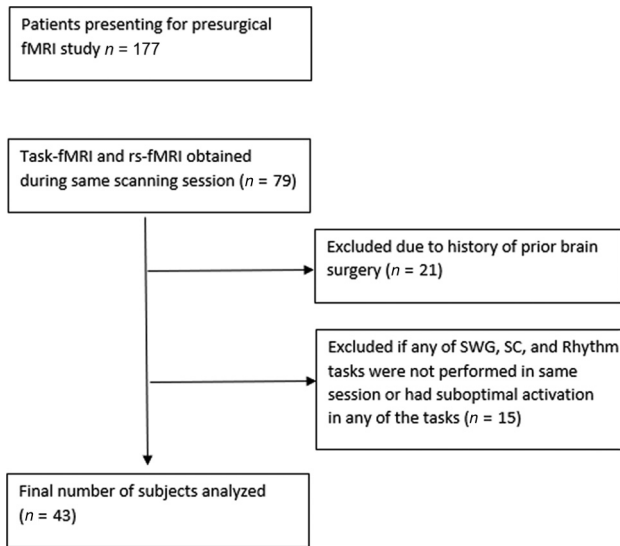 Patients presenting for presurgical
fMRI study n = 177
Task-fMRI and rs-fMRI obtained
during same scanning session (n = 79)
Excluded due to history of prior brain
surgery (n = 21)
Excluded if any of SWG, SC, and Rhythm
tasks were not performed in same
session or had suboptimal activation
in any of the tasks (n = 15)
Final number of subjects analyzed
(n = 43)